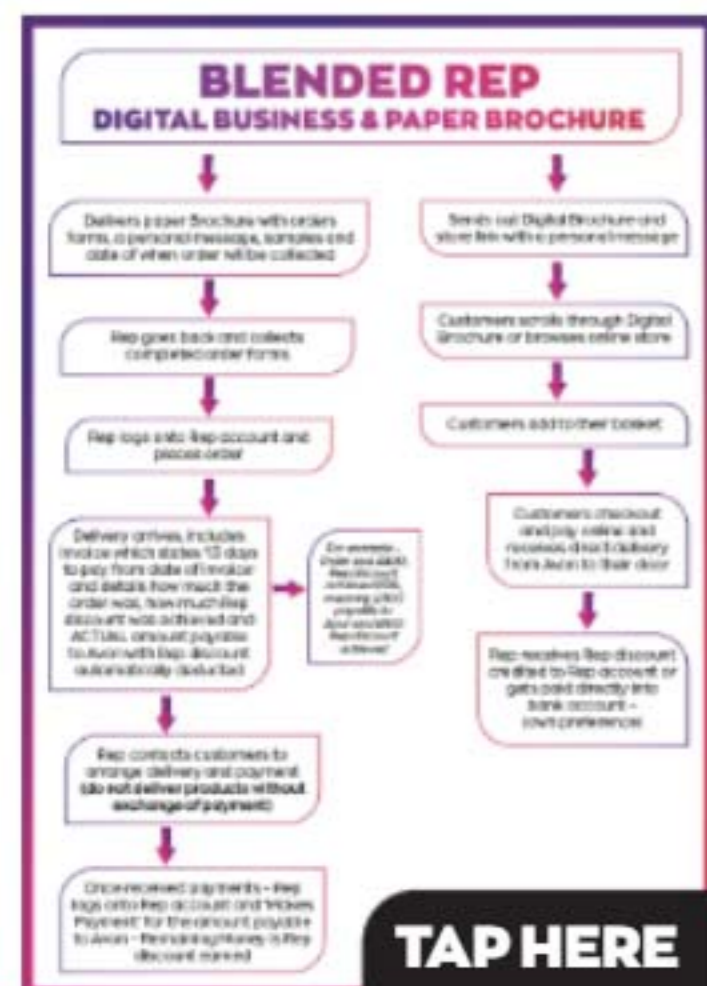 BLENDED REP
DIGITAL BUSINESS & PAPER BROCHURE
Delivers paper Brochure with orders
forms, a personal message, samples and
date of when order will be collected
Rep goes back and collects
completed order forms
Rep logs onto Rep account and
places order
Delivery arrives, includes
invoice which states 13 days
to pay from date of invoice
and details how much the
order was, how much Rep
discount was achieved and
ACTUAL amount payable
to Avon with Rep discount
automatically deducted
Rep contacts customers to
arrange delivery and payment
(do not deliver products without
exchange of payment)
Once received payments - Rep
logs onto Rep account and 'Makes
Payment' for the amount payable
to Avon - Remaining Money is Rep
discount earned
Sends out Digital Brochure and
store link with a personal message
Customers scrolls through Digital
Brochure or browses online store
Customers add to their basket
Customers checkout
and pay online and
receives direct delivery
from Avon to their door
Rep receives Rep discount
credited to Rep account or
gets paid directly into
bank account -
preference
TAP HERE